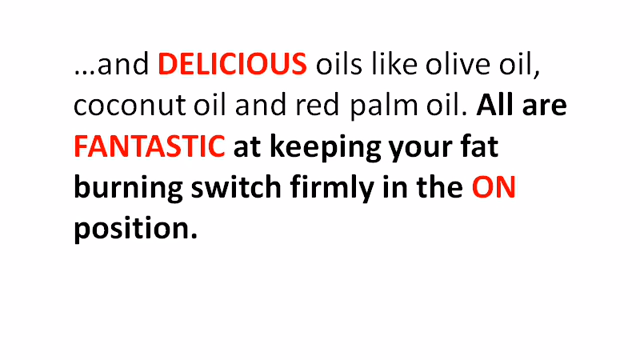 ...and DELICIOUS oils like olive oil,
coconut oil and red palm oil. All are
FANTASTIC at keeping your fat
burning switch firmly in the ON
position.